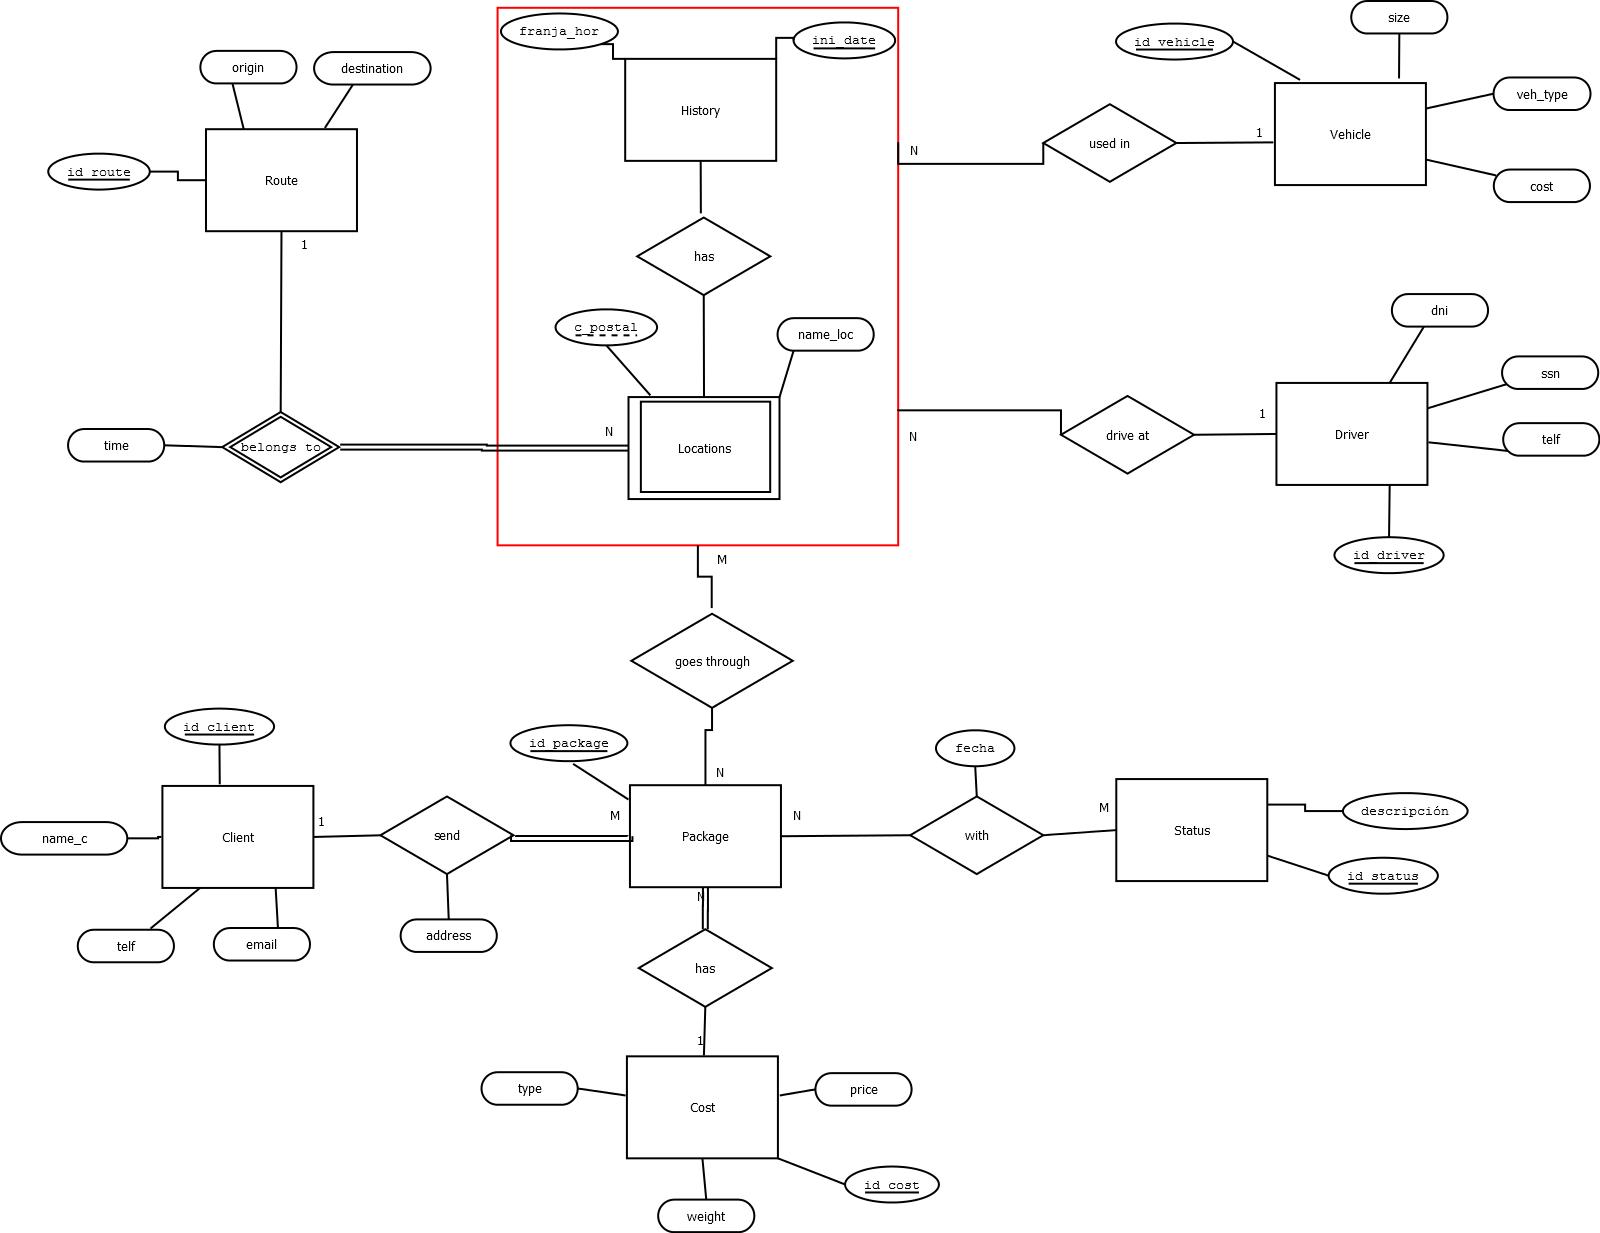 franja_hor
ini_date
History
has
c_postal
name_loc
Locations
origin
destination
id_route
Route
1
time
belongs to
N
id_vehicle
size
veh_type
cost
Vehicle
1
used in
N
dni
ssn
telf
Driver
1
drive at
N
id_driver
M
goes through
N
id_client
name_c
Client
1
telf
email
send
address
M
id_package
Package
N
with
fecha
M
Status
descripción
id_status
N
has
1
type
price
Cost
id_cost
weight